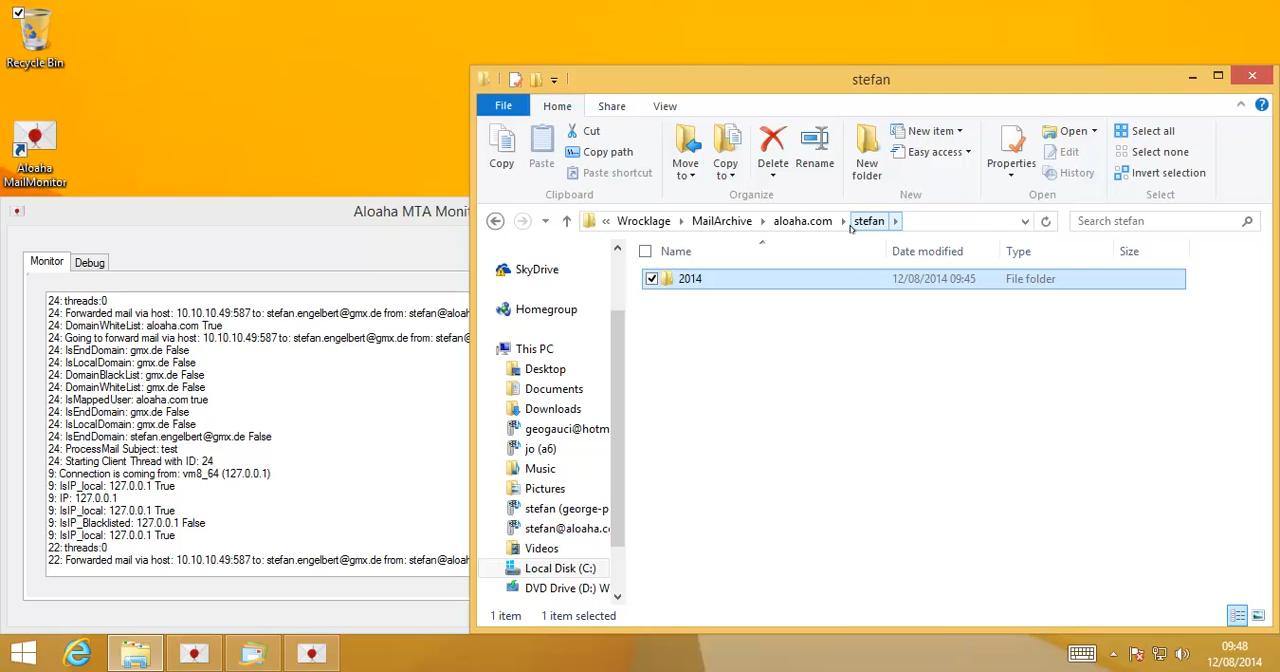 Recycle Bin
Aloaha
MailMonitor
Aloaha MTA Monit
Monitor
Debug
24: threads:0
24: Forwarded mail via host: 10.10.10.49:587 to: stefan.engelbert@gmx.de from: stefan@aloah
24: DomainWhiteList: aloaha.com True
24: Going to forward mail via host: 10.10.10.49:587 to: stefan.engelbert@gmx.de from: stefan@
24: IsEndDomain: gmx.de False
24: IsLocalDomain: gmx.de False
24: DomainBlackList: gmx.de False
24: DomainWhiteList: gmx.de False
24: IsMappedUser: aloaha.com true
24: IsEndDomain: gmx.de False
24: IsLocalDomain: gmx.de False
24: IsEndDomain: stefan.engelbert@gmx.de False
24: ProcessMail Subject: test
24: Starting Client Thread with ID: 24
9: Connection is coming from: vm8_64 (127.0.0.1)
9: IsIP_local: 127.0.0.1 True
9: IP: 127.0.0.1
9: IsIP_local: 127.0.0.1 True
9: IsIP_Blacklisted: 127.0.0.1 False
9: IsIP_local: 127.0.0.1 True
22: threads:0
22: Forwarded mail via host: 10.10.10.49:587 to: stefan.engelbert@gmx.de from: stefan@aloah
stefan
File
Home
Share
View
Copy
Paste
Cut
Copy path
Paste shortcut
Clipboard
Move
to
Copy
to
Delete
Rename
Organize
New
folder
New item
Easy access
New
Properties
Open
Edit
History
Open
Select all
Select none
Invert selection
Select
« Wrocklage
MailArchive
aloaha.com
stefan
Search stefan
Name
Date modified
Type
Size
2014
12/08/2014 09:45
File folder
SkyDrive
Homegroup
This PC
Desktop
Documents
Downloads
geogauci@hotm
jo (a6)
Music
Pictures
stefan (george-p
stefan@aloaha.co
Videos
Local Disk (C:)
DVD Drive (D:) W
1 item
1 item selected
09:48
12/08/2014